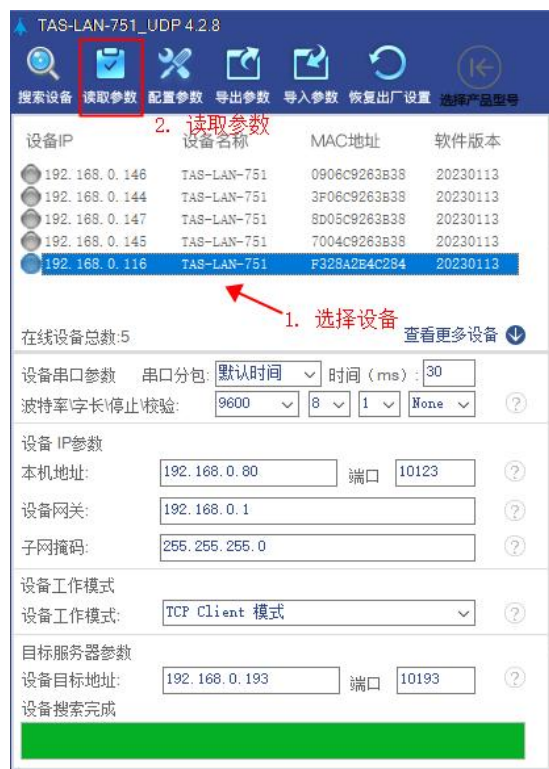 TAS-LAN-751_UDP 4.2.8
搜索设备 读取参数 配置参数 导出参数 导入参数 恢复出厂设置 选择产品型号
2. 读取参数
设备IP 设备名称 MAC地址 软件版本
192.168.0.146 TAS-LAN-751 0906C9263B38 20230113
192.168.0.144 TAS-LAN-751 3F06C9263B38 20230113
192.168.0.147 TAS-LAN-751 8D05C9263B38 20230113
192.168.0.145 TAS-LAN-751 7004C9263B38 20230113
192.168.0.116 TAS-LAN-751 F328A2E4C284 20230113
1. 选择设备
在线设备总数:5 查看更多设备
设备串口参数 串口分包: 默认时间 时间（ms）: 30
波特率\字长\停止\校验: 9600 8 1 None ?
设备 IP参数
本机地址: 192.168.0.80 端口 10123 ?
设备网关: 192.168.0.1 ?
子网掩码: 255.255.255.0 ?
设备工作模式
设备工作模式: TCP Client 模式 ?
目标服务器参数
设备目标地址: 192.168.0.193 端口 10193 ?
设备搜索完成